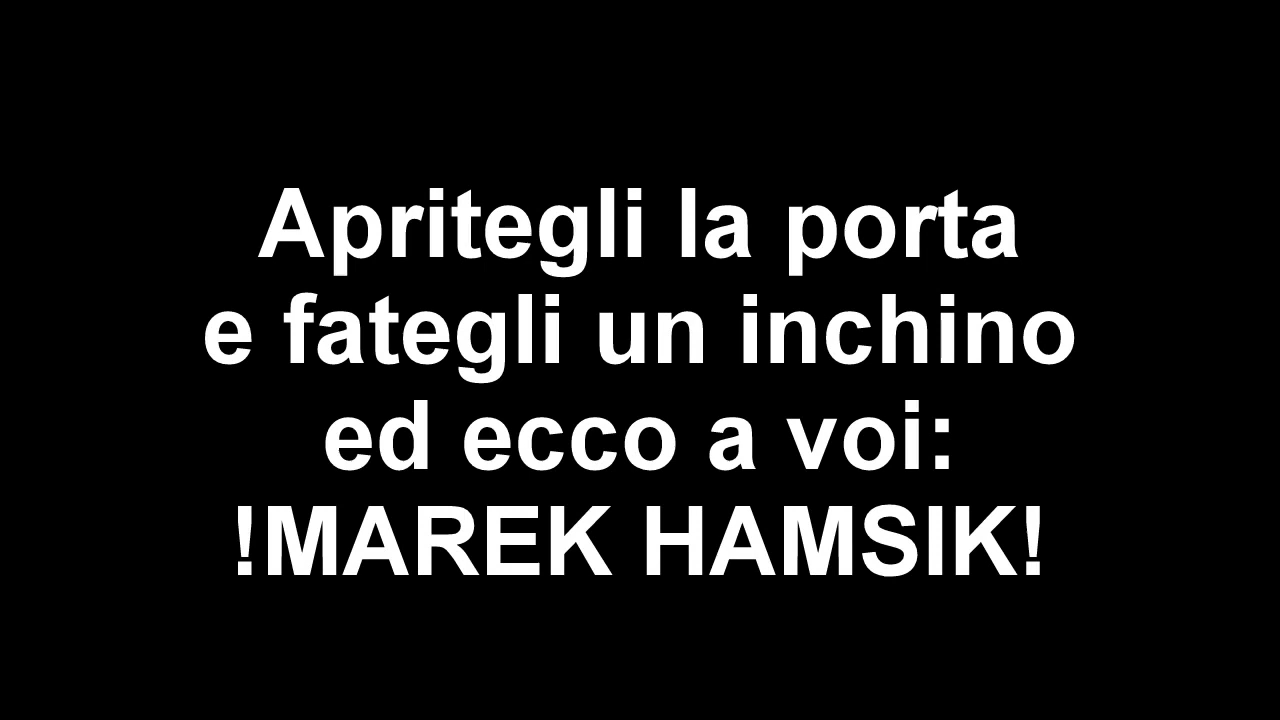 Apritegli la porta
e fategli un inchino
ed ecco a voi:
!MAREK HAMSIK!